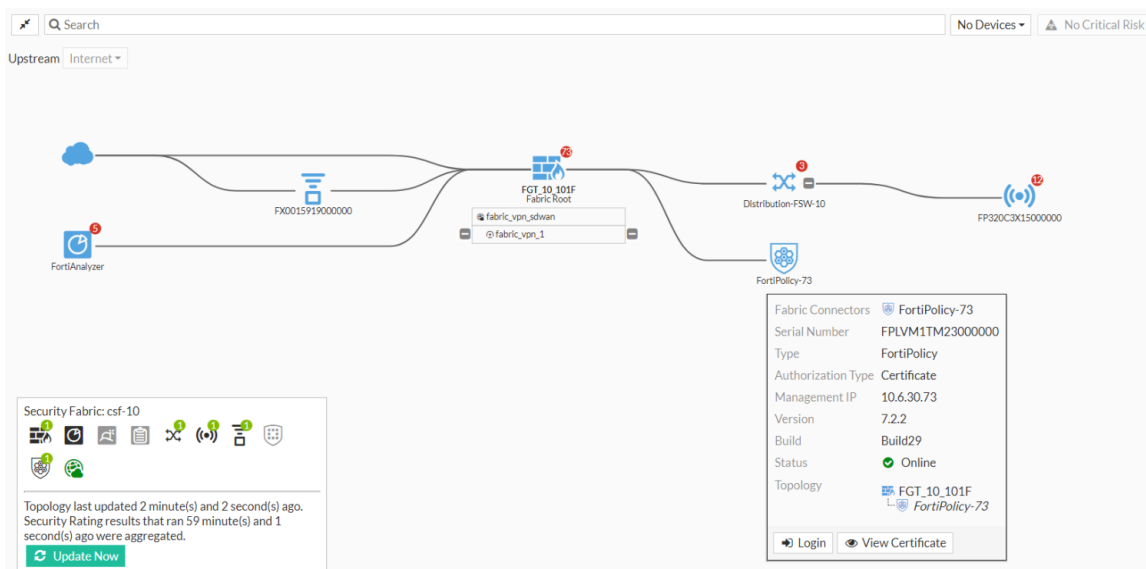 Search
No Devices
No Critical Risk
Upstream Internet
73
3
12
FX0015919000000
FGT_10_101F
Fabric Root
Distribution-FSW-10
FP320C3X15000000
fabric_vpn_sdwan
fabric_vpn_1
5
FortiAnalyzer
FortiPolicy-73
Fabric Connectors FortiPolicy-73
Serial Number FPLVM1TM23000000
Type FortiPolicy
Authorization Type Certificate
Management IP 10.6.30.73
Version 7.2.2
Build Build29
Status Online
Topology FGT_10_101F
FortiPolicy-73
Login View Certificate
Security Fabric: csf-10
1 1 1 1
1
Topology last updated 2 minute(s) and 2 second(s) ago.
Security Rating results that ran 59 minute(s) and 1
second(s) ago were aggregated.
Update Now